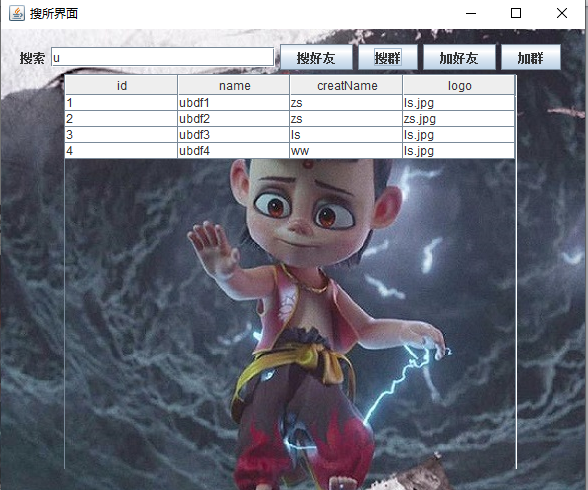 搜所界面
搜索 u 搜好友 搜群 加好友 加群
id name creatName logo
1 ubdf1 zs ls.jpg
2 ubdf2 zs zs.jpg
3 ubdf3 ls ls.jpg
4 ubdf4 ww ls.jpg